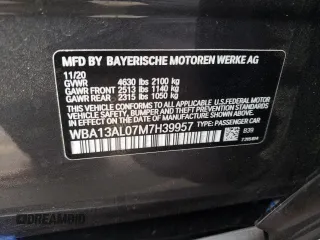 MFD BY BAYERISCHE MOTOREN WERKE AG
11/20
GVWR 4630 lbs 2100 kg
GAWR FRONT 2513 lbs 1140 kg
GAWR REAR 2315 lbs 1050 kg
THIS VEHICLE CONFORMS TO ALL APPLICABLE U.S. FEDERAL MOTOR
VEHICLE SAFETY, BUMPER, AND THEFT PREVENTION STANDARDS
IN EFFECT ON THE DATE OF MANUFACTURE SHOWN ABOVE.
WBA13AL07M7H39957 TYPE: PASSENGER CAR
B39
AUTOBIDMASTER